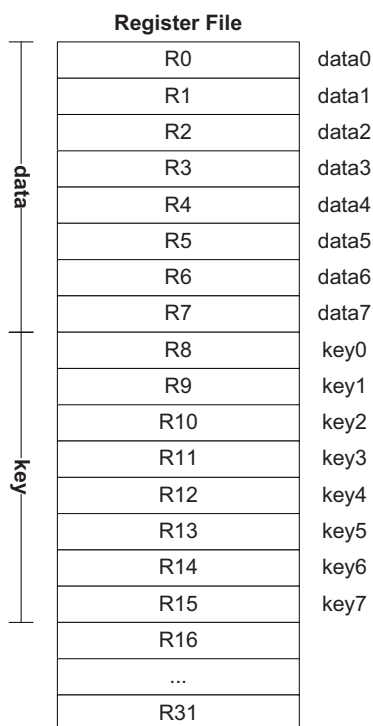 Register File
R0 data0
R1 data1
R2 data2
R3 data3
R4 data4
R5 data5
R6 data6
R7 data7
data
R8 key0
R9 key1
R10 key2
R11 key3
R12 key4
R13 key5
R14 key6
R15 key7
key
R16
...
R31